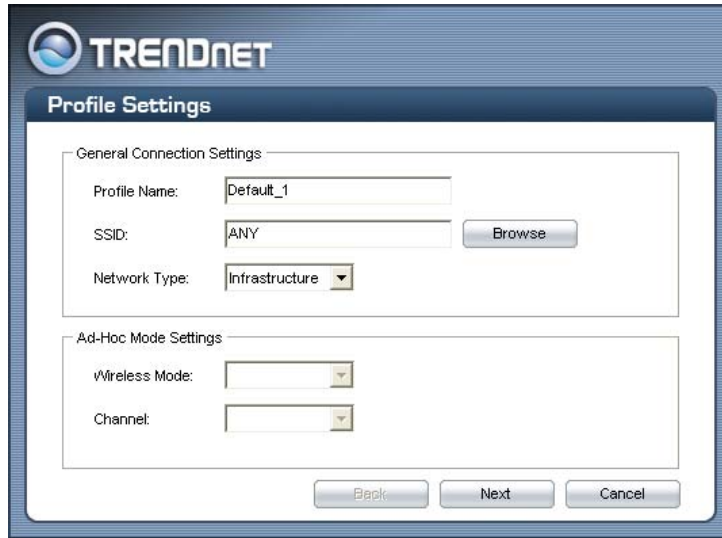 TRENDNET
Profile Settings
General Connection Settings
Profile Name: Default_1
SSID: ANY Browse
Network Type: Infrastructure
Ad-Hoc Mode Settings
Wireless Mode:
Channel:
Back Next Cancel